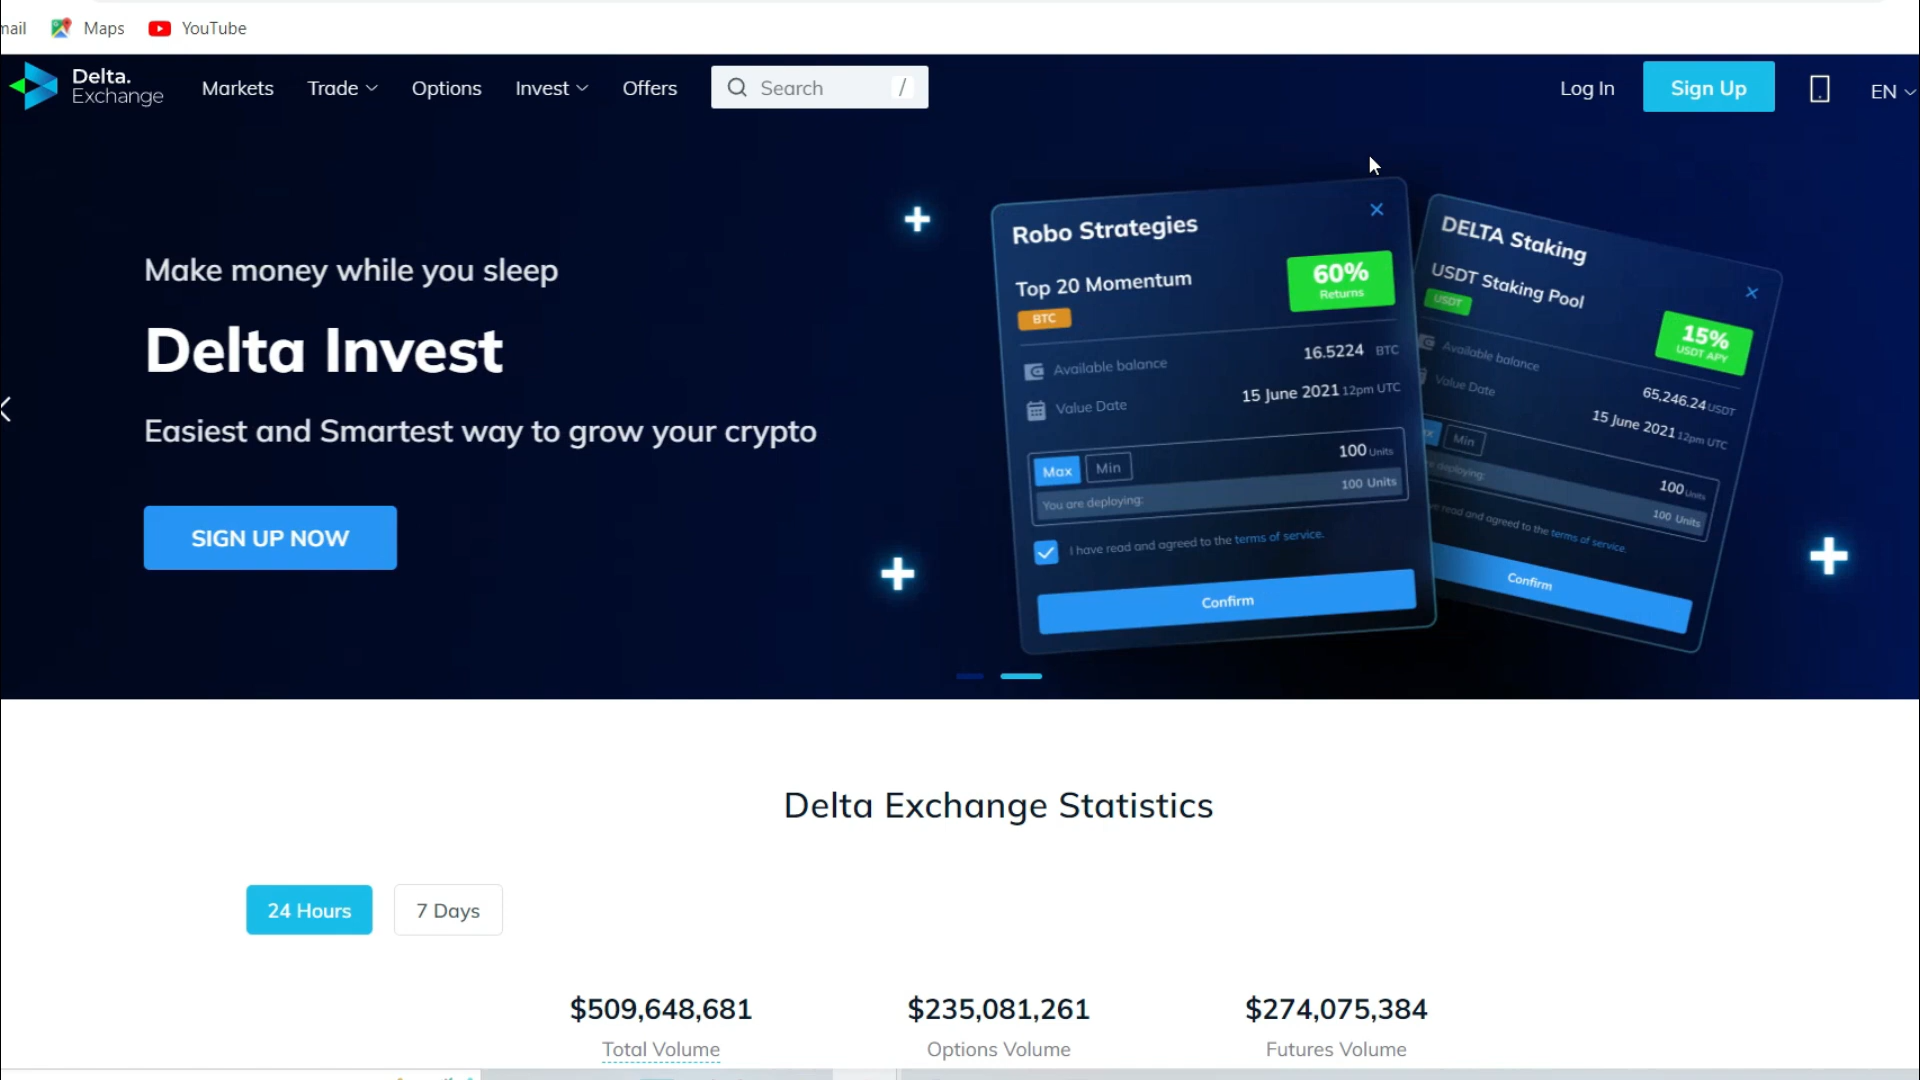 Maps
YouTube
Delta.
Exchange
Markets
Trade
Options
Invest
Offers
Search
/
Log In
Sign Up
EN
Make money while you sleep
Delta Invest
Easiest and Smartest way to grow your crypto
SIGN UP NOW
Robo Strategies
Top 20 Momentum
BTC
60%
Returns
Available balance
16.5224 BTC
Value Date
15 June 2021 12pm UTC
Max
Min
100 Units
You are deploying:
100 Units
I have read and agreed to the terms of service.
Confirm
DELTA Staking
USDT Staking Pool
USDT
15%
USDT APY
Available balance
65,246.24 USDT
Value Date
15 June 2021 12pm UTC
Min
100 Units
deploying:
100 Units
read and agreed to the terms of service.
Confirm
Delta Exchange Statistics
24 Hours
7 Days
$509,648,681
Total Volume
$235,081,261
Options Volume
$274,075,384
Futures Volume